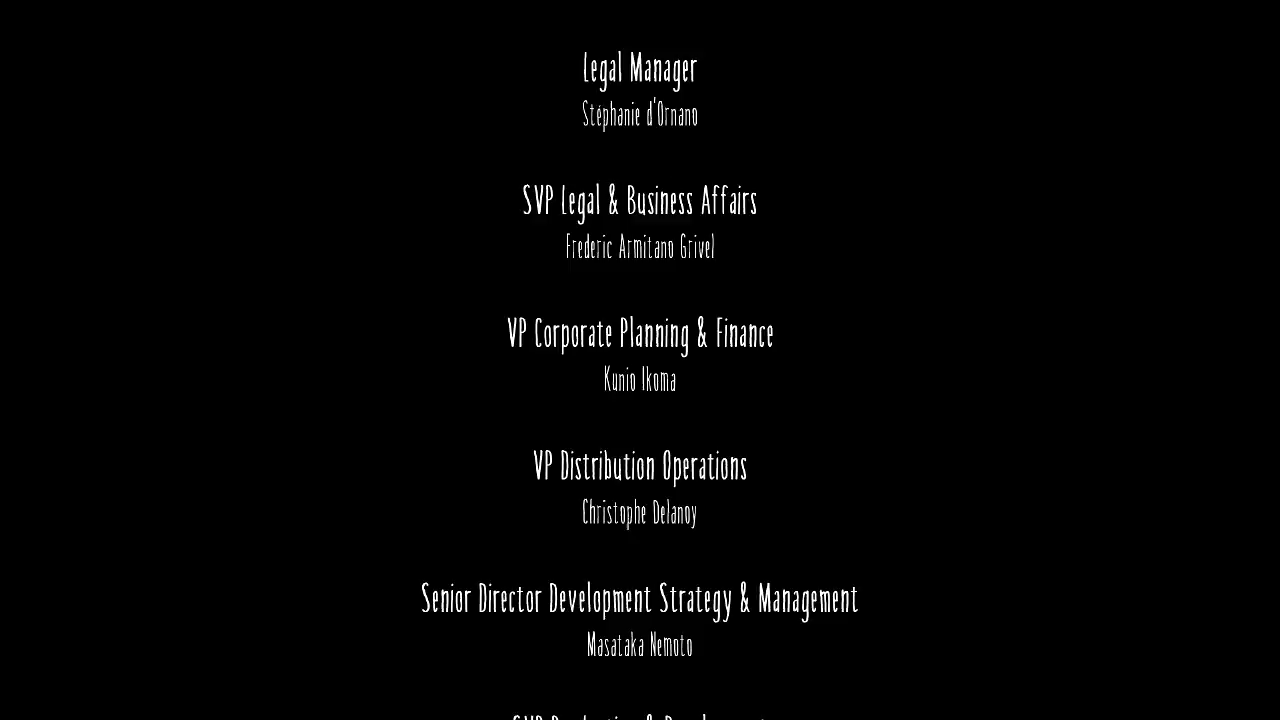 Legal Manager
Stéphanie d'Ornano
SVP Legal & Business Affairs
Frederic Armitano Grivel
VP Corporate Planning & Finance
Kunio Ikoma
VP Distribution Operations
Christophe Delanoy
Senior Director Development Strategy & Management
Masataka Nemoto